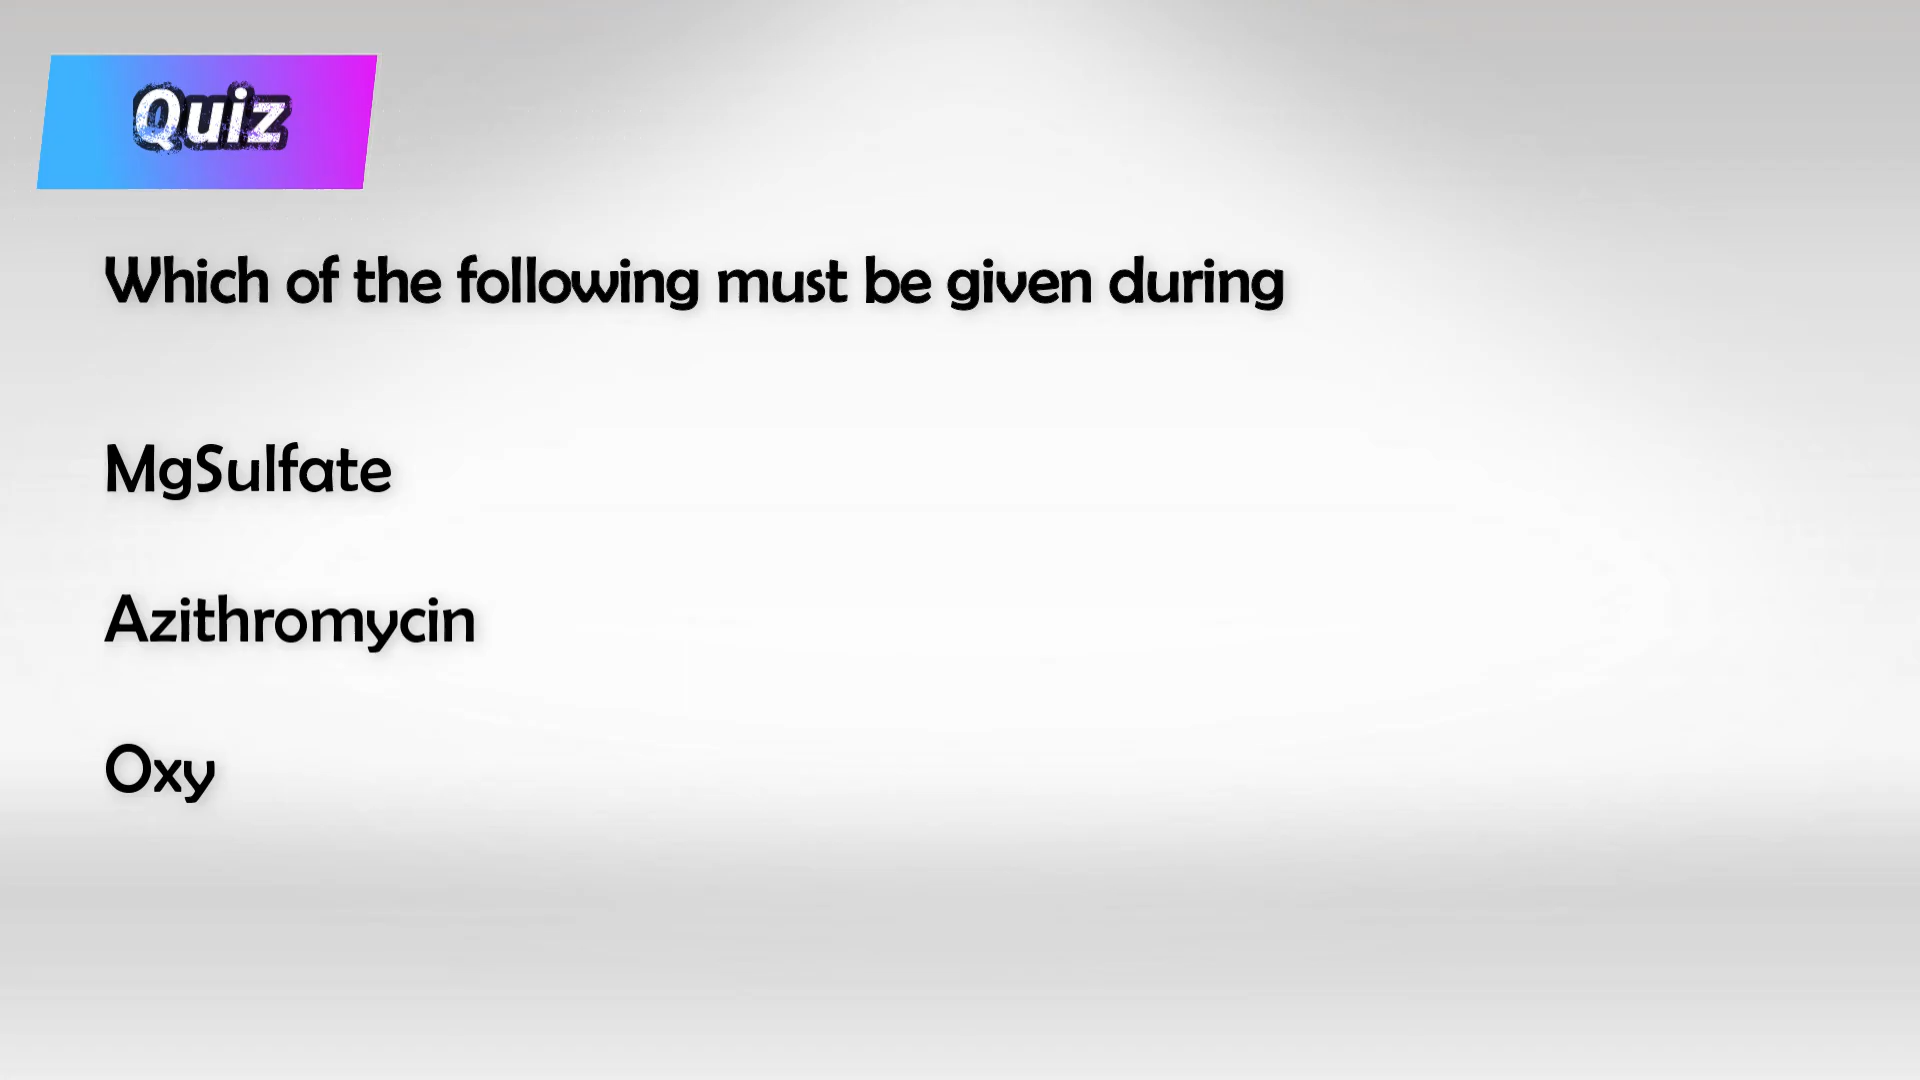 Quiz
Which of the following must be given during
MgSulfate
Azithromycin
Oxy